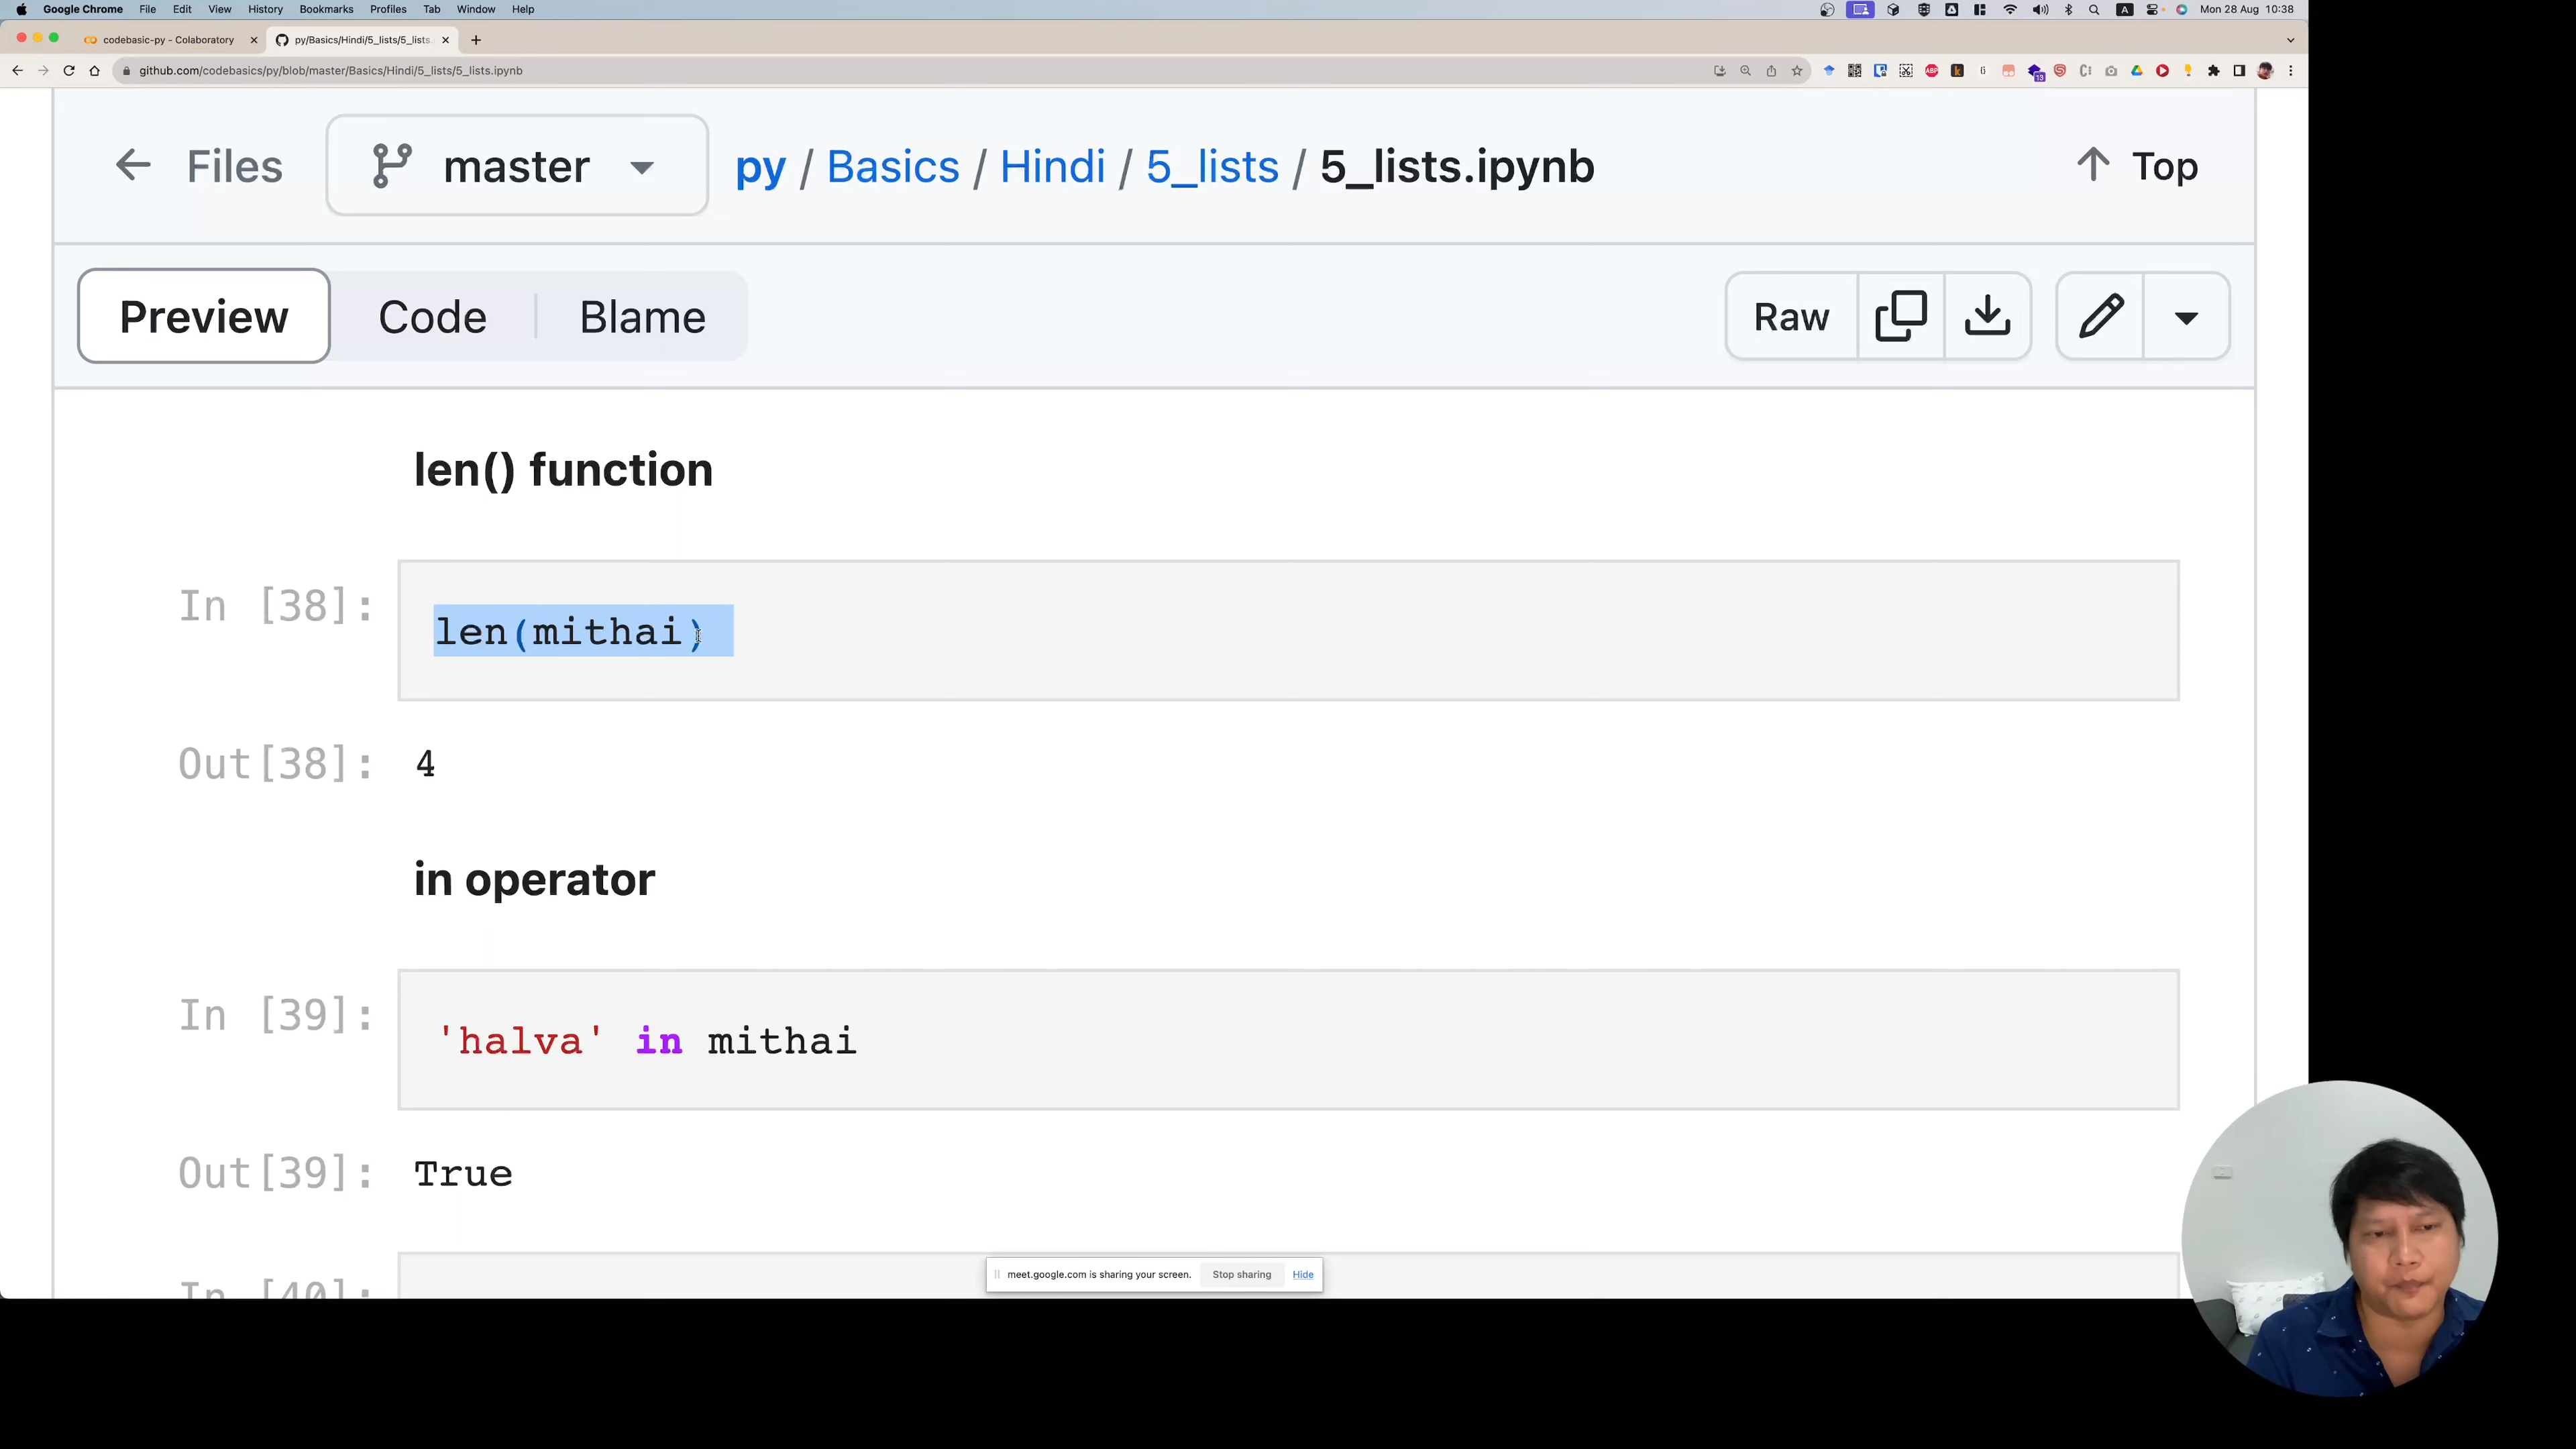 Google Chrome File Edit View History Bookmarks Profiles Tab Window Help
Mon 28 Aug 10:38
codebasic-py - Colaboratory
py/Basics/Hindi/5_lists/5_lists.
github.com/codebasics/py/blob/master/Basics/Hindi/5_lists/5_lists.ipynb
Files master py / Basics / Hindi / 5_lists / 5_lists.ipynb Top
Preview Code Blame Raw
len() function
In [38]: len(mithai)
Out[38]: 4
in operator
In [39]: 'halva' in mithai
Out[39]: True
In [40]:
meet.google.com is sharing your screen. Stop sharing Hide